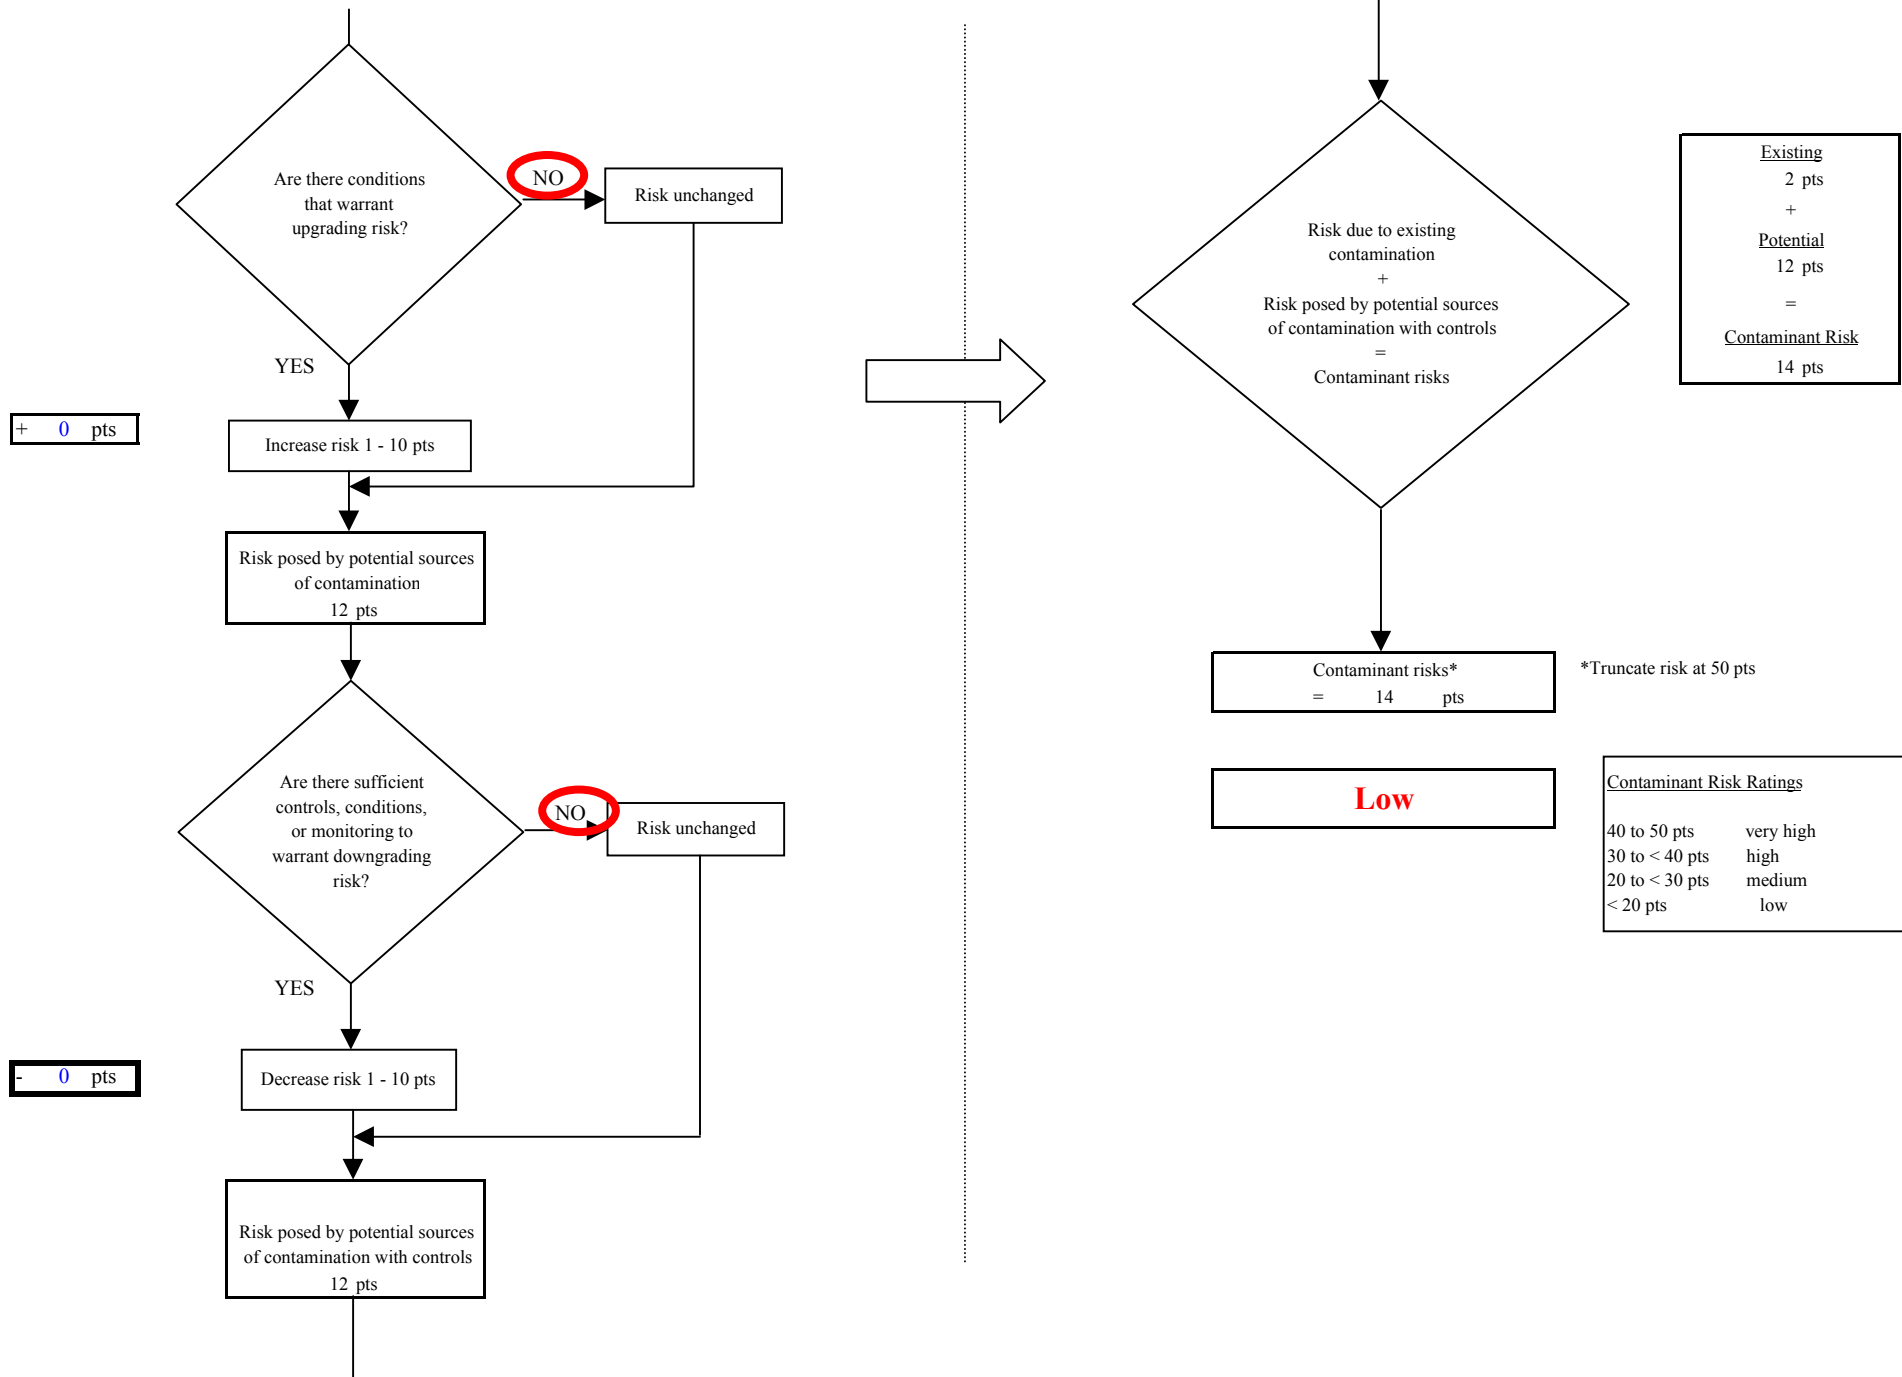 Are there conditions
that warrant
upgrading risk?
NO
Risk unchanged
YES
+ 0 pts
Increase risk 1 - 10 pts
Risk posed by potential sources
of contamination
12 pts
Are there sufficient
controls, conditions,
or monitoring to
warrant downgrading
risk?
NO
Risk unchanged
YES
- 0 pts
Decrease risk 1 - 10 pts
Risk posed by potential sources
of contamination with controls
12 pts
Risk due to existing
contamination
+
Risk posed by potential sources
of contamination with controls
=
Contaminant risks
Existing
2 pts
+
Potential
12 pts
=
Contaminant Risk
14 pts
Contaminant risks*
= 14 pts
*Truncate risk at 50 pts
Low
Contaminant Risk Ratings
40 to 50 pts very high
30 to < 40 pts high
20 to < 30 pts medium
< 20 pts low